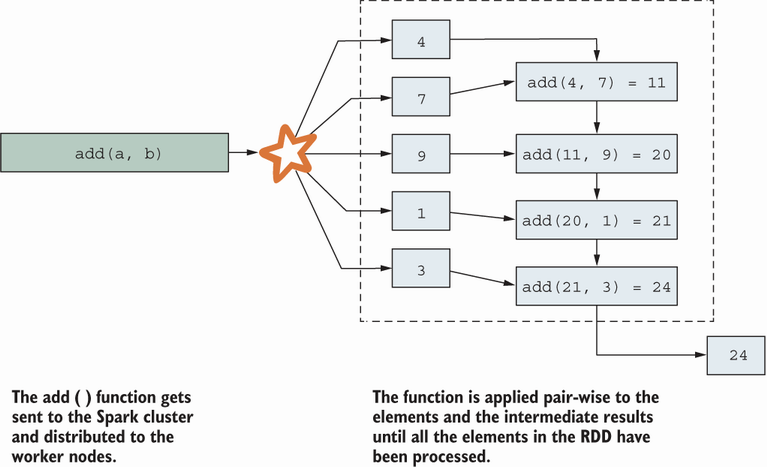 add(a, b)
4
7
9
1
3
add(4, 7) = 11
add(11, 9) = 20
add(20, 1) = 21
add(21, 3) = 24
24
The add ( ) function gets
sent to the Spark cluster
and distributed to the
worker nodes.
The function is applied pair-wise to the
elements and the intermediate results
until all the elements in the RDD have
been processed.